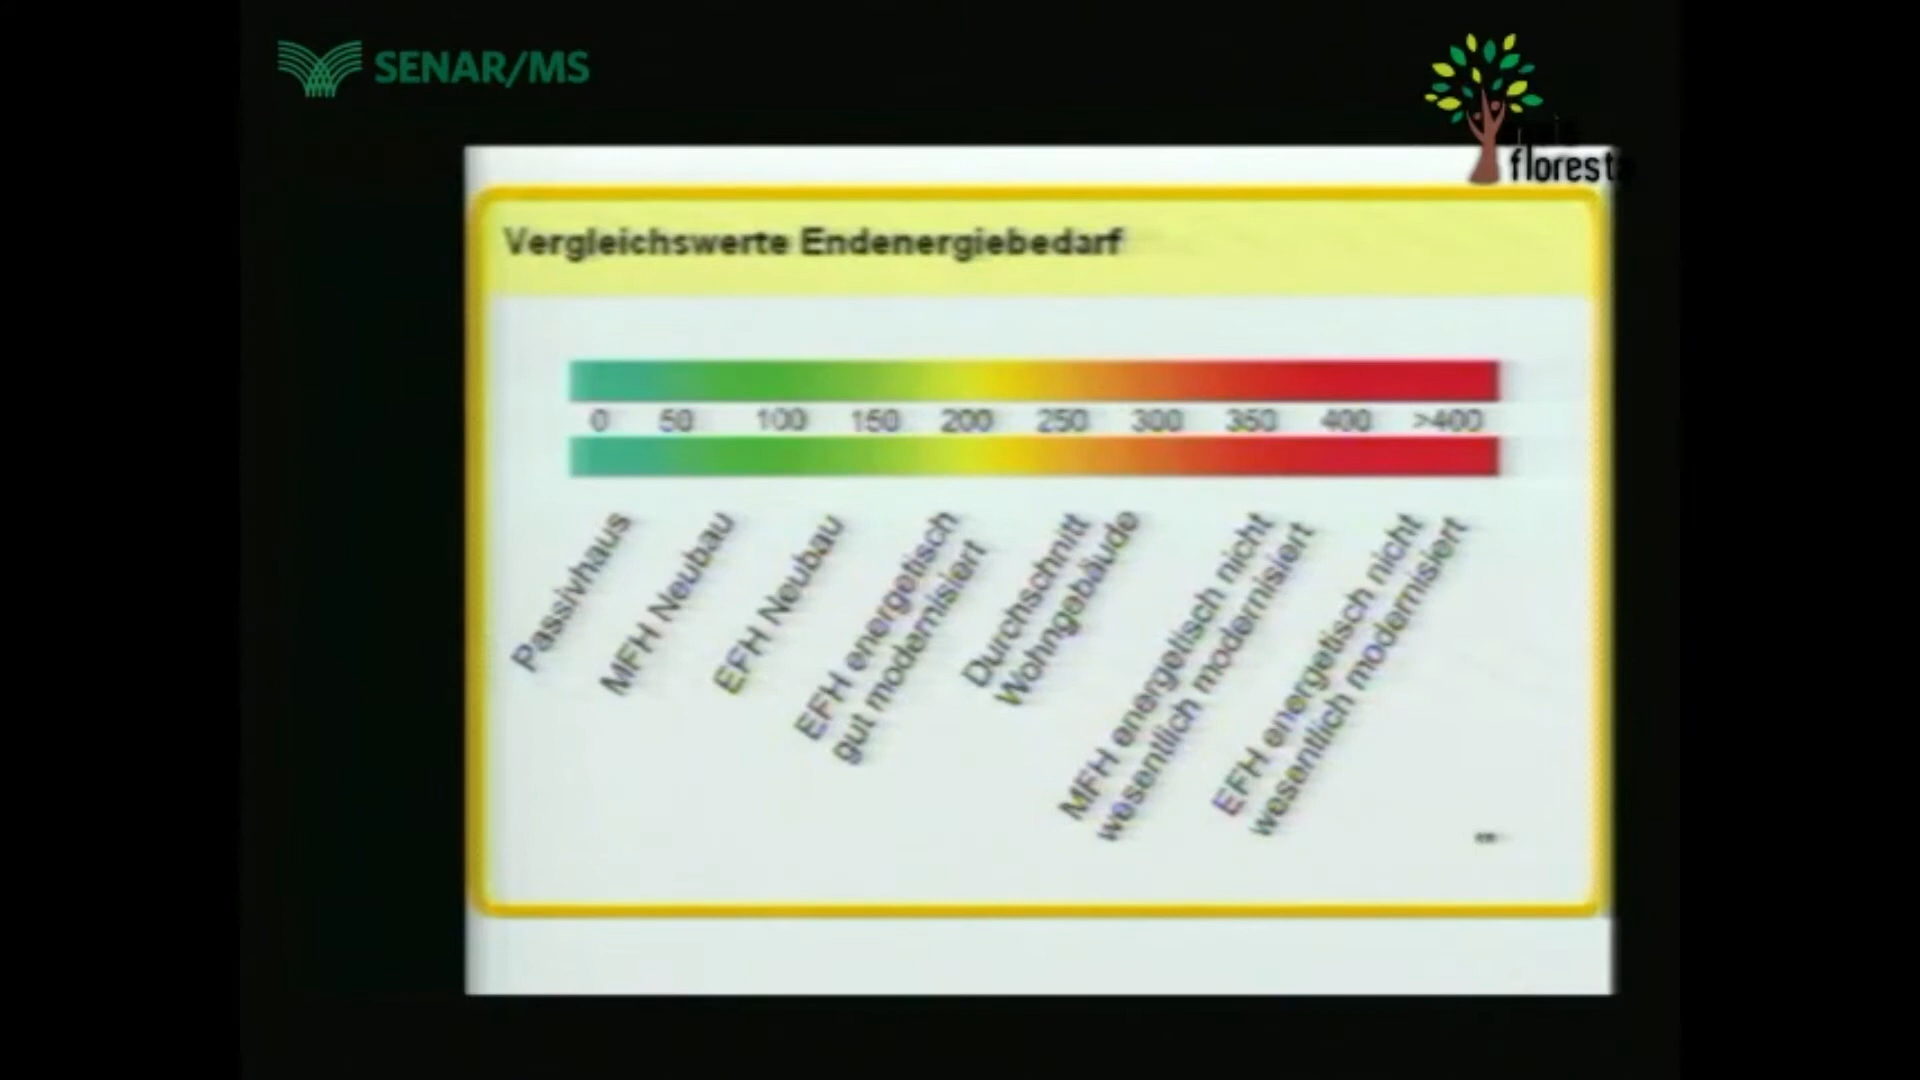 SENAR/MS
floresta
Vergleichswerte Endenergiebedarf
0 50 100 150 200 250 300 350 400 >400
Passivhaus
MFH Neubau
EFH Neubau
EFH energetisch
gut modernisiert
Durchschnitt
Wohngebäude
MFH energetisch nicht
wesentlich modernisiert
EFH energetisch nicht
wesentlich modernisiert